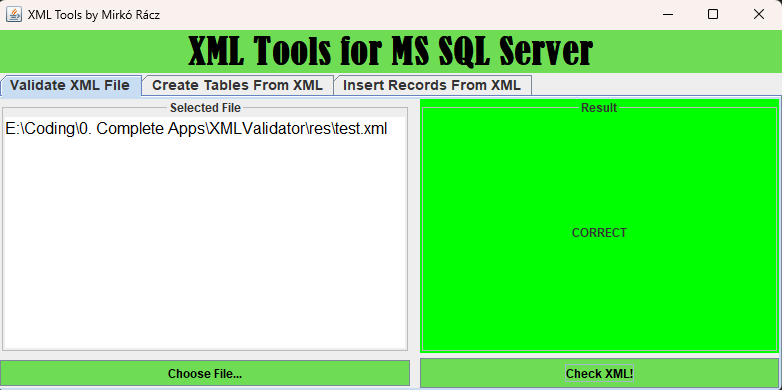 XML Tools by Mirkó Rácz
XML Tools for MS SQL Server
Validate XML File
Create Tables From XML
Insert Records From XML
Selected File
E:\Coding\0. Complete Apps\XMLValidator\res\test.xml
Result
CORRECT
Choose File...
Check XML!